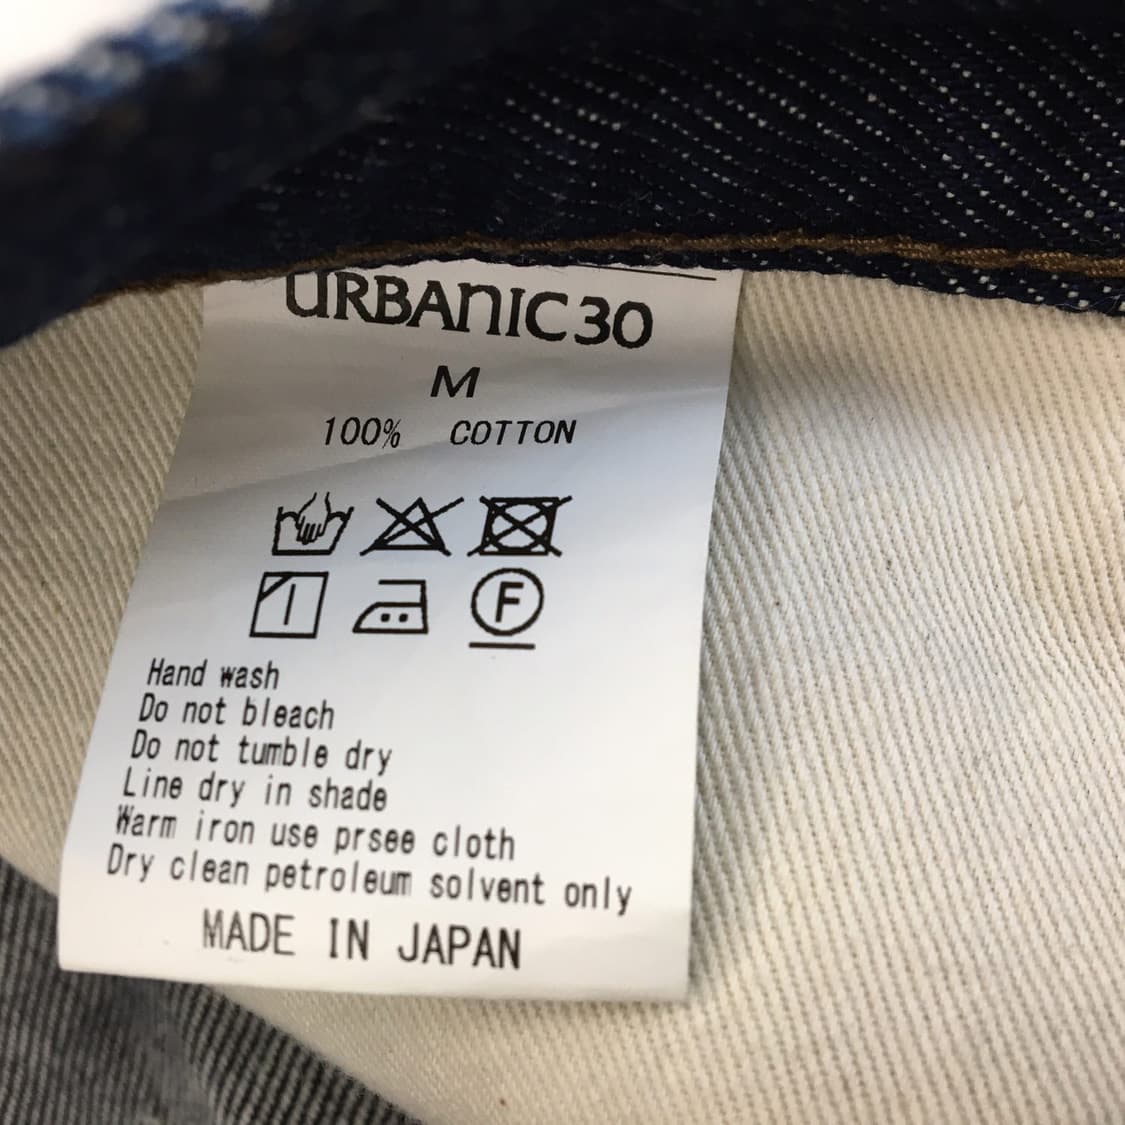 URBANIC30
M
100% COTTON
F
Hand wash
Do not bleach
Do not tumble dry
Line dry in shade
Warm iron use prsee cloth
Dry clean petroleum solvent only
MADE IN JAPAN